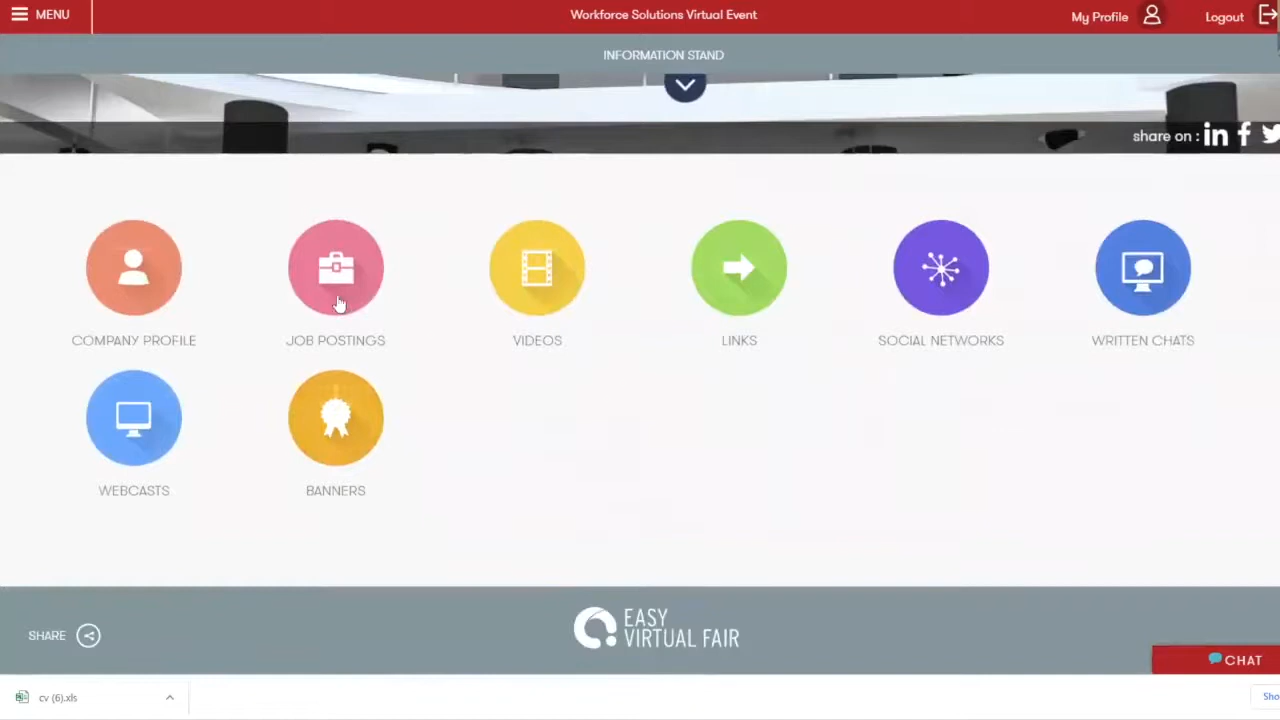 MENU
Workforce Solutions Virtual Event
My Profile
Logout
INFORMATION STAND
share on :
COMPANY PROFILE
JOB POSTINGS
VIDEOS
LINKS
SOCIAL NETWORKS
WRITTEN CHATS
WEBCASTS
BANNERS
SHARE
EASY
VIRTUAL FAIR
CHAT
cv (6).xls
Sho